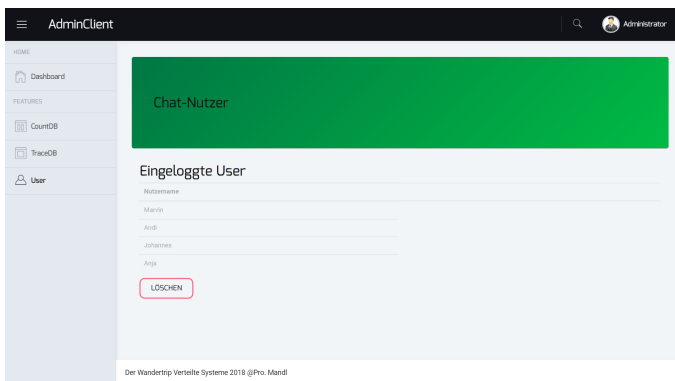 AdminClient
Administrator
HOME
Dashboard
FEATURES
CountDB
TraceDB
User
Chat-Nutzer
Eingeloggte User
Nutzername
Marvin
Andi
Johannes
Anja
LÖSCHEN
Der Wandertrip Verteilte Systeme 2018 @Pro. Mandl